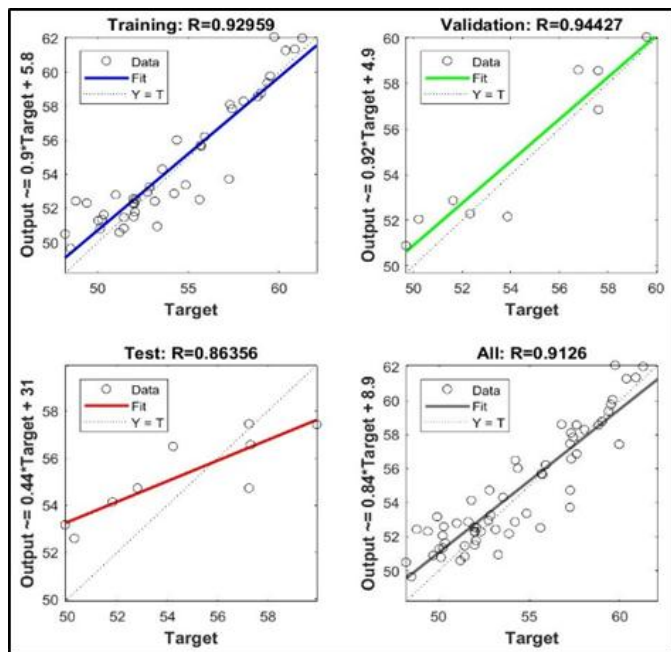 Training: R=0.92959
Output ~= 0.9*Target + 5.8
62
60
58
56
54
52
50
Data
Fit
Y = T
50
55
60
Target
Validation: R=0.94427
Output ~= 0.92*Target + 4.9
60
58
56
54
52
50
Data
Fit
Y = T
50
52
54
56
58
60
Target
Test: R=0.86356
Output ~= 0.44*Target + 31
58
56
54
52
50
Data
Fit
Y = T
50
52
54
56
58
Target
All: R=0.9126
Output ~= 0.84*Target + 8.9
62
60
58
56
54
52
50
Data
Fit
Y = T
50
55
60
Target